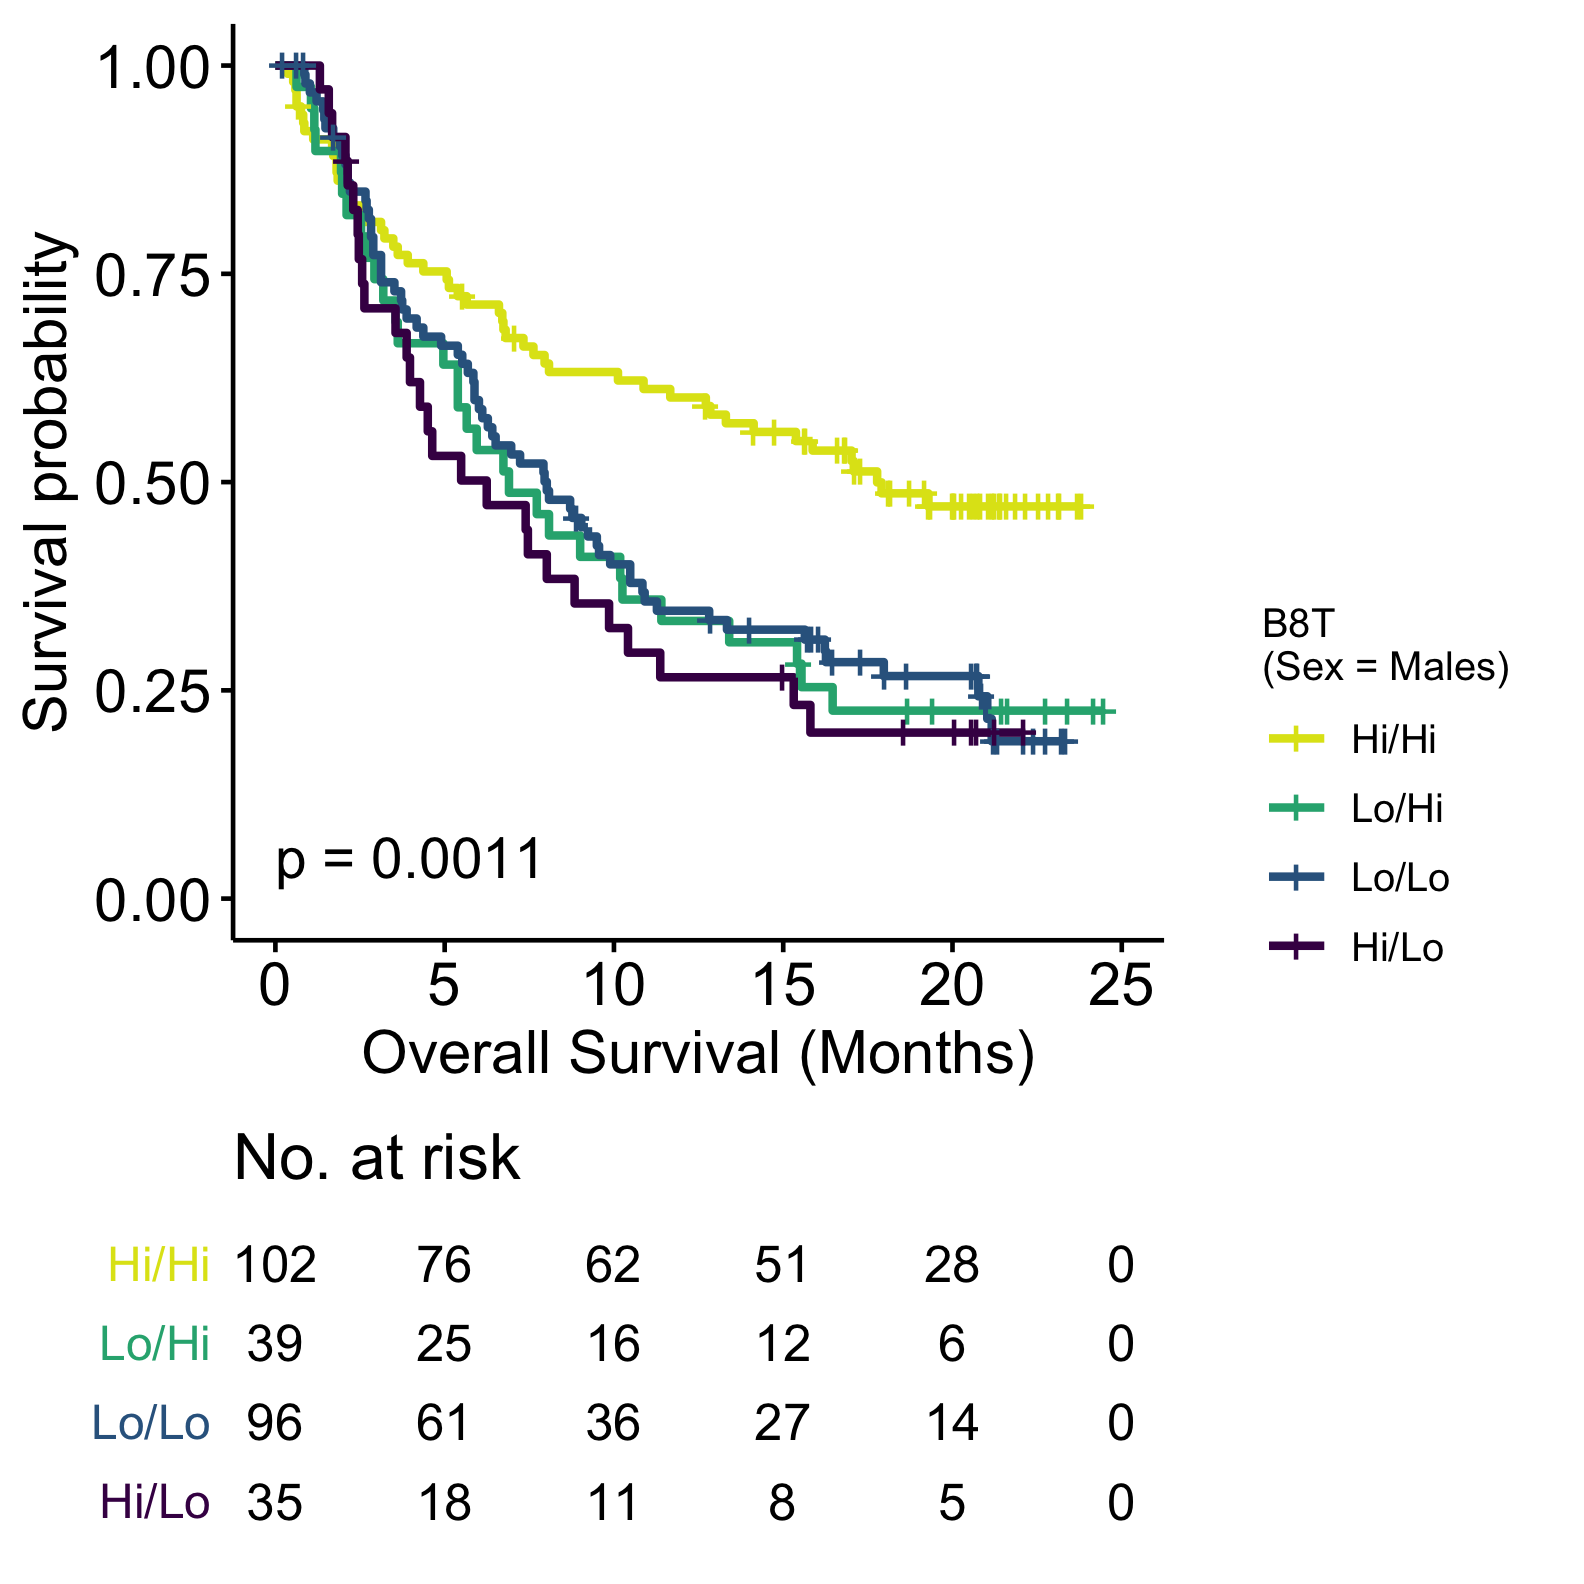 1.00
0.75
0.50
0.25
0.00
Survival probability
p = 0.0011
0 5 10 15 20 25
Overall Survival (Months)
B8T
(Sex = Males)
Hi/Hi
Lo/Hi
Lo/Lo
Hi/Lo
No. at risk
Hi/Hi 102 76 62 51 28 0
Lo/Hi 39 25 16 12 6 0
Lo/Lo 96 61 36 27 14 0
Hi/Lo 35 18 11 8 5 0